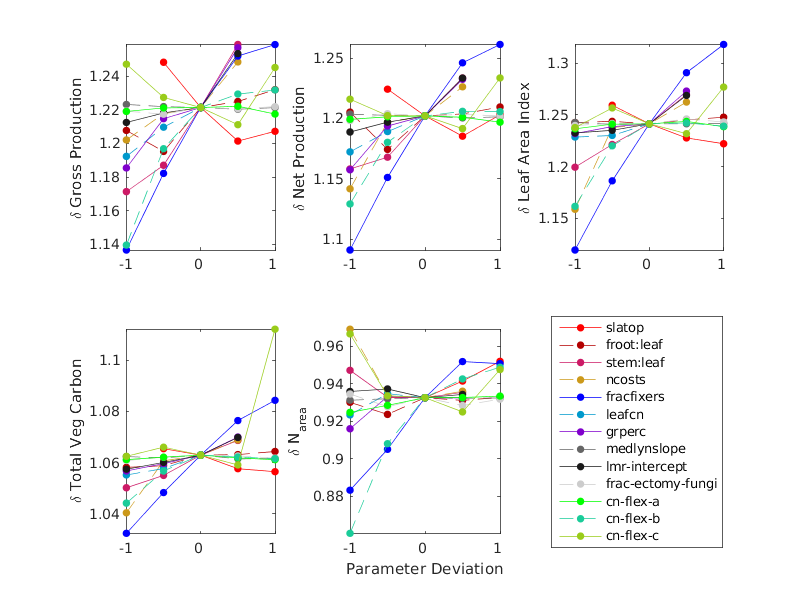 δ Gross Production
1.24
1.22
1.2
1.18
1.16
1.14
-1
0
1
δ Net Production
1.25
1.2
1.15
1.1
-1
0
1
δ Leaf Area Index
1.3
1.25
1.2
1.15
-1
0
1
δ Total Veg Carbon
1.1
1.08
1.06
1.04
-1
0
1
δ Narea
0.96
0.94
0.92
0.9
0.88
-1
0
1
Parameter Deviation
slatop
froot:leaf
stem:leaf
ncosts
fracfixers
leafcn
grperc
medlynslope
lmr-intercept
frac-ectomy-fungi
cn-flex-a
cn-flex-b
cn-flex-c